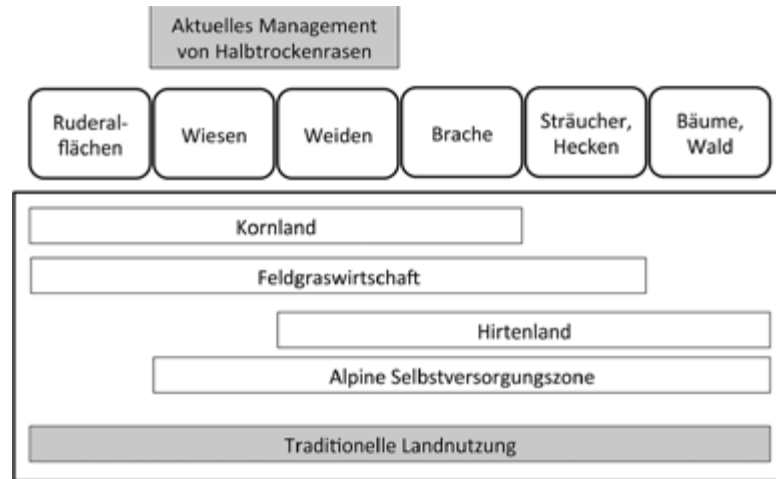 Aktuelles Management
von Halbtrockenrasen
Ruderal-
flächen
Wiesen
Weiden
Brache
Sträucher,
Hecken
Bäume,
Wald
Kornland
Feldgraswirtschaft
Hirtenland
Alpine Selbstversorgungszone
Traditionelle Landnutzung